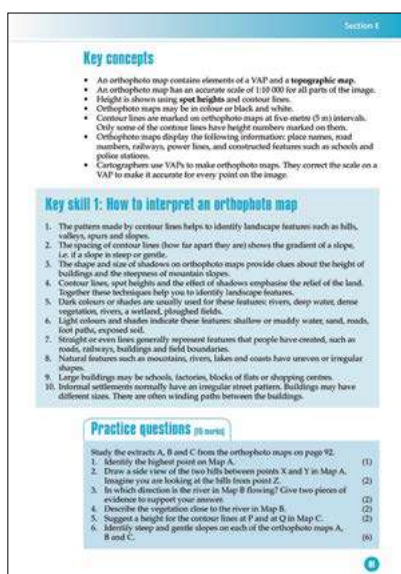 Section E
Key concepts
• An orthophoto map contains elements of a VAP and a topographic map.
• An orthophoto map has an accurate scale of 1:10 000 for all parts of the image.
• Height is shown using spot heights and contour lines.
• Orthophoto maps may be in colour or black and white.
• Contour lines are marked on orthophoto maps at five-metre (5 m) intervals.
Only some of the contour lines have height numbers marked on them.
• Orthophoto maps display the following information: place names, road
numbers, railways, power lines, and constructed features such as schools and
police stations.
• Cartographers use VAPs to make orthophoto maps. They correct the scale on a
VAP to make it accurate for every point on the image.
Key skill 1: How to interpret an orthophoto map
1. The pattern made by contour lines helps to identify landscape features such as hills,
valleys, spurs and slopes.
2. The spacing of contour lines (how far apart they are) shows the gradient of a slope,
i.e. if a slope is steep or gentle.
3. The shape and size of shadows on orthophoto maps provide clues about the height of
buildings and the steepness of mountain slopes.
4. Contour lines, spot heights and the effect of shadows emphasise the relief of the land.
Together these techniques help you to identify landscape features.
5. Dark colours or shades are usually used for these features: rivers, deep water, dense
vegetation, rivers, a wetland, ploughed fields.
6. Light colours and shades indicate these features: shallow or muddy water, sand, roads,
foot paths, exposed soil.
7. Straight or even lines generally represent features that people have created, such as
roads, railways, buildings and field boundaries.
8. Natural features such as mountains, rivers, lakes and coasts have uneven or irregular
shapes.
9. Large buildings may be schools, factories, blocks of flats or shopping centres.
10. Informal settlements normally have an irregular street pattern. Buildings may have
different sizes. There are often winding paths between the buildings.
Practice questions [15 marks]
Study the extracts A, B and C from the orthophoto maps on page 92.
1. Identify the highest point on Map A. (1)
2. Draw a side view of the two hills between points X and Y in Map A.
Imagine you are looking at the hills from point Z. (2)
3. In which direction is the river in Map B flowing? Give two pieces of
evidence to support your answer. (2)
4. Describe the vegetation close to the river in Map B. (2)
5. Suggest a height for the contour lines at P and at Q in Map C. (2)
6. Identify steep and gentle slopes on each of the orthophoto maps A,
B and C. (6)